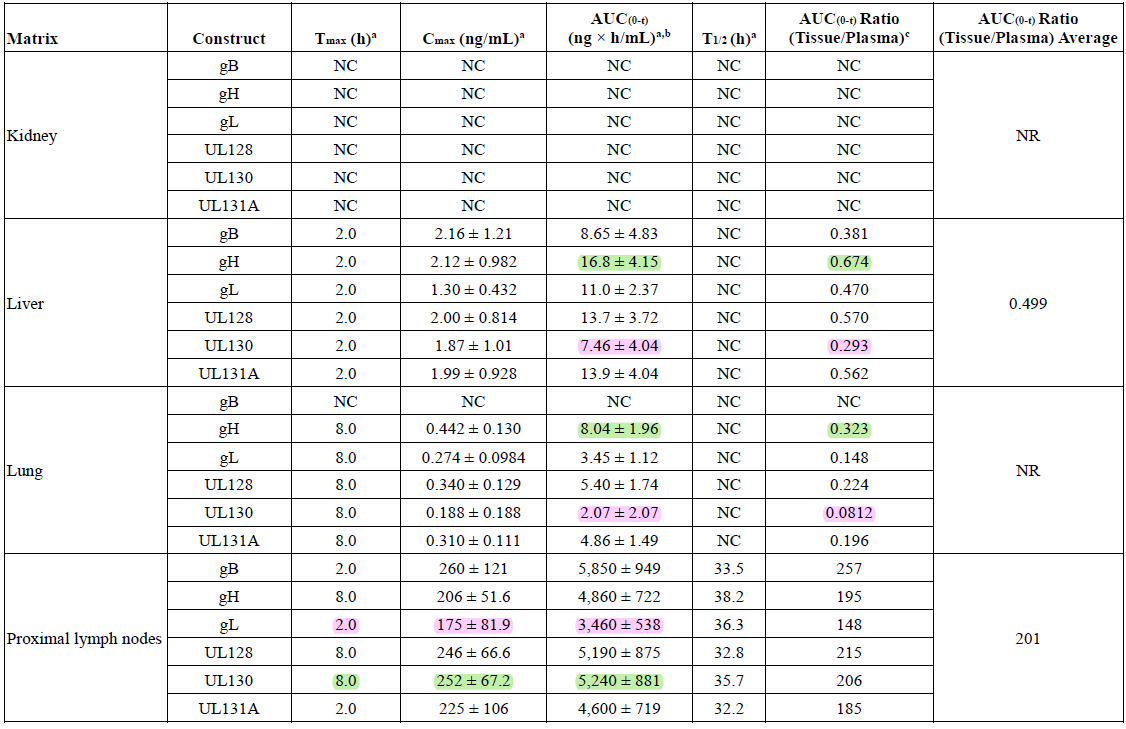 Matrix Construct Tmax (h)a Cmax (ng/mL)a AUC(0-t) (ng × h/mL)a,b T1/2 (h)a AUC(0-t) Ratio (Tissue/Plasma)c AUC(0-t) Ratio (Tissue/Plasma) Average
Kidney
gB NC NC NC NC NC
gH NC NC NC NC NC
gL NC NC NC NC NC
UL128 NC NC NC NC NC
UL130 NC NC NC NC NC
UL131A NC NC NC NC NC
NR
Liver
gB 2.0 2.16 ± 1.21 8.65 ± 4.83 NC 0.381
gH 2.0 2.12 ± 0.982 16.8 ± 4.15 NC 0.674
gL 2.0 1.30 ± 0.432 11.0 ± 2.37 NC 0.470
UL128 2.0 2.00 ± 0.814 13.7 ± 3.72 NC 0.570
UL130 2.0 1.87 ± 1.01 7.46 ± 4.04 NC 0.293
UL131A 2.0 1.99 ± 0.928 13.9 ± 4.04 NC 0.562
0.499
Lung
gB NC NC NC NC NC
gH 8.0 0.442 ± 0.130 8.04 ± 1.96 NC 0.323
gL 8.0 0.274 ± 0.0984 3.45 ± 1.12 NC 0.148
UL128 8.0 0.340 ± 0.129 5.40 ± 1.74 NC 0.224
UL130 8.0 0.188 ± 0.188 2.07 ± 2.07 NC 0.0812
UL131A 8.0 0.310 ± 0.111 4.86 ± 1.49 NC 0.196
NR
Proximal lymph nodes
gB 2.0 260 ± 121 5,850 ± 949 33.5 257
gH 8.0 206 ± 51.6 4,860 ± 722 38.2 195
gL 2.0 175 ± 81.9 3,460 ± 538 36.3 148
UL128 8.0 246 ± 66.6 5,190 ± 875 32.8 215
UL130 8.0 252 ± 67.2 5,240 ± 881 35.7 206
UL131A 2.0 225 ± 106 4,600 ± 719 32.2 185
201